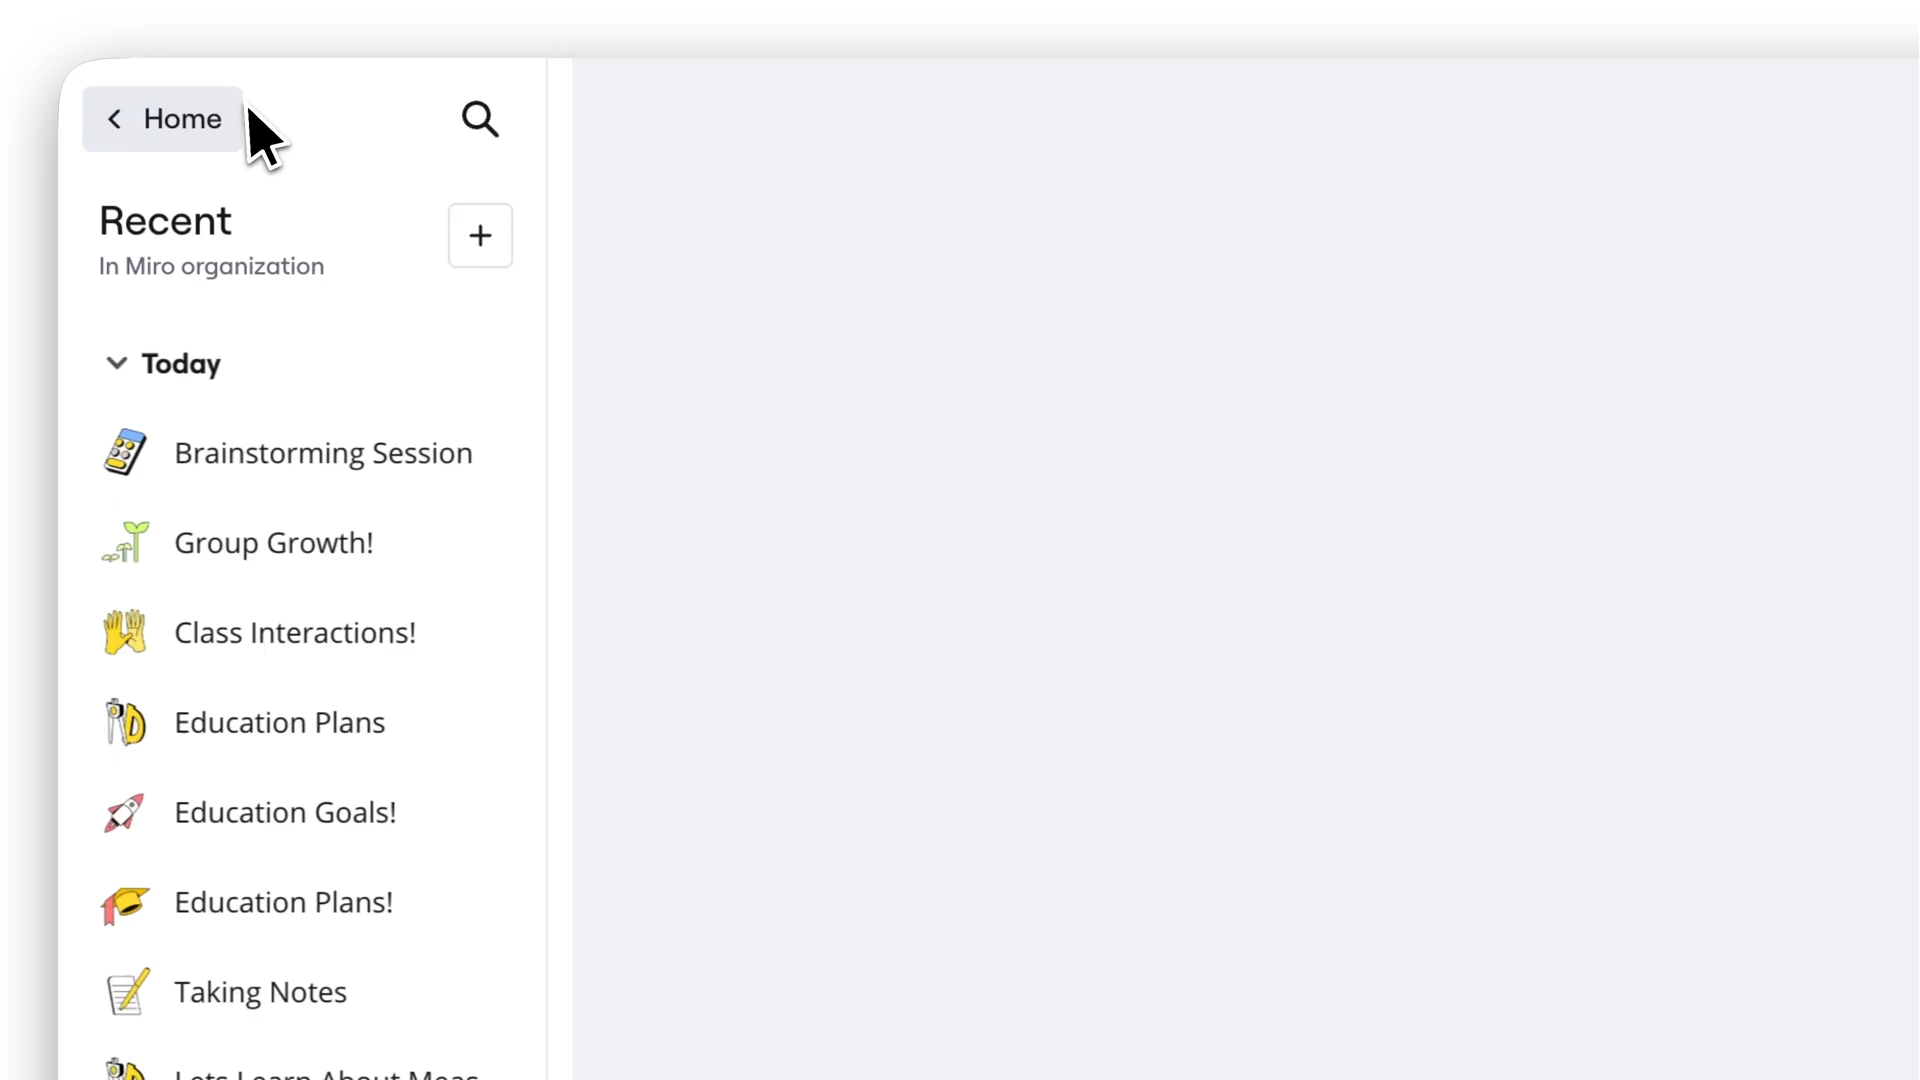 Home
Recent
In Miro organization
Today
Brainstorming Session
Group Growth!
Class Interactions!
Education Plans
Education Goals!
Education Plans!
Taking Notes
Lets Learn About Meas